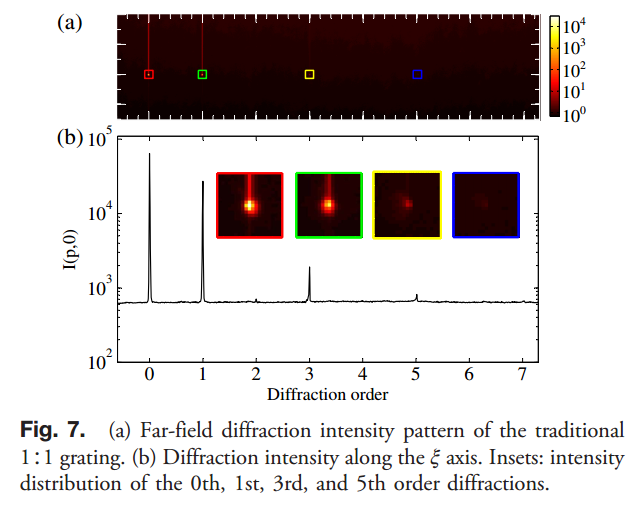 (a)
10^4
10^3
10^2
10^1
10^0
(b)
10^5
10^4
10^3
10^2
I(p,0)
0 1 2 3 4 5 6 7
Diffraction order
Fig. 7. (a) Far-field diffraction intensity pattern of the traditional
1:1 grating. (b) Diffraction intensity along the ξ axis. Insets: intensity
distribution of the 0th, 1st, 3rd, and 5th order diffractions.